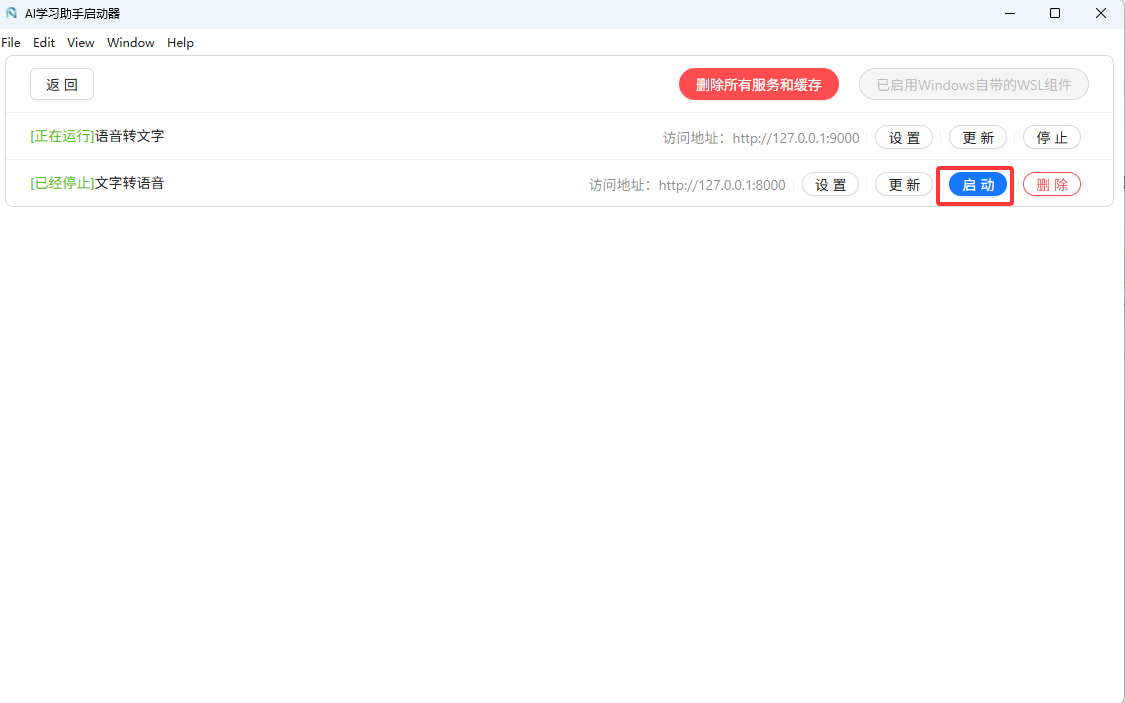 AI学习助手启动器
File Edit View Window Help
返 回 删除所有服务和缓存 已启用Windows自带的WSL组件
[正在运行]语音转文字 访问地址：http://127.0.0.1:9000 设 置 更 新 停 止
[已经停止]文字转语音 访问地址：http://127.0.0.1:8000 设 置 更 新 启 动 删 除